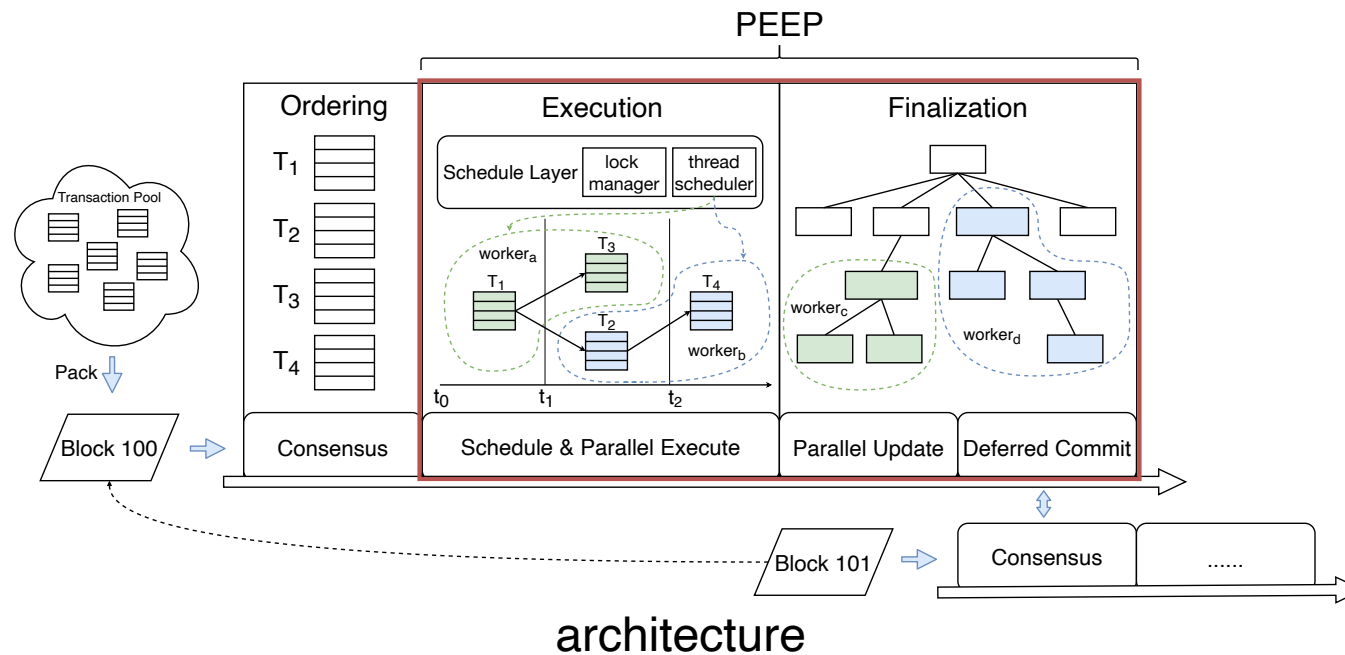 PEEP
Ordering
Execution
Finalization
T1
T2
T3
T4
Schedule Layer
lock
manager
thread
scheduler
Transaction Pool
workera
T1
T3
T2
T4
workerb
t0
t1
t2
workerc
workerd
Pack
Block 100
Consensus
Schedule & Parallel Execute
Parallel Update
Deferred Commit
Block 101
Consensus
......
architecture